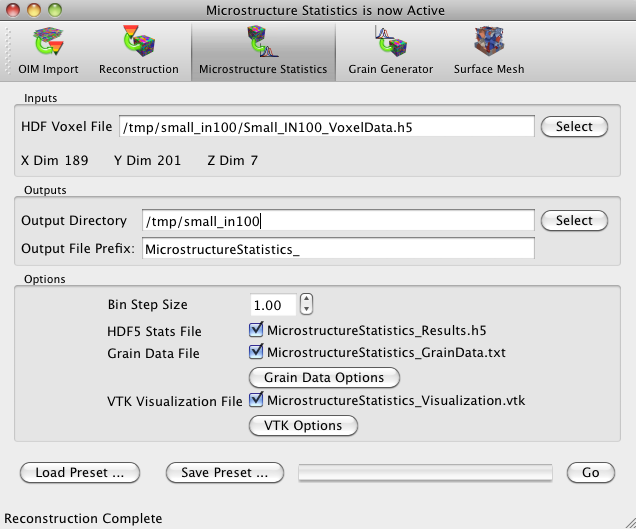 Microstructure Statistics is now Active
OIM Import Reconstruction Microstructure Statistics Grain Generator Surface Mesh
Inputs
HDF Voxel File /tmp/small_in100/Small_IN100_VoxelData.h5 Select
X Dim 189 Y Dim 201 Z Dim 7
Outputs
Output Directory /tmp/small_in100 Select
Output File Prefix: MicrostructureStatistics_
Options
Bin Step Size 1.00
HDF5 Stats File MicrostructureStatistics_Results.h5
Grain Data File MicrostructureStatistics_GrainData.txt
Grain Data Options
VTK Visualization File MicrostructureStatistics_Visualization.vtk
VTK Options
Load Preset ... Save Preset ... Go
Reconstruction Complete